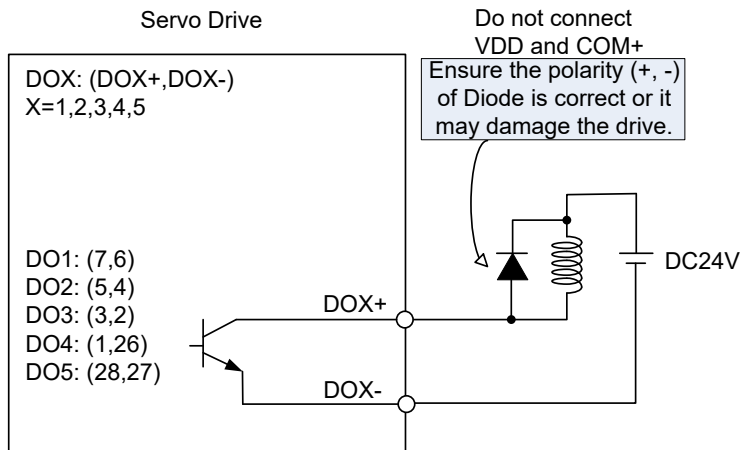 Servo Drive
Do not connect
VDD and COM+
Ensure the polarity (+, -)
of Diode is correct or it
may damage the drive.
DOX: (DOX+,DOX-)
X=1,2,3,4,5
DO1: (7,6)
DO2: (5,4)
DO3: (3,2)
DO4: (1,26)
DO5: (28,27)
DOX+
DOX-
DC24V